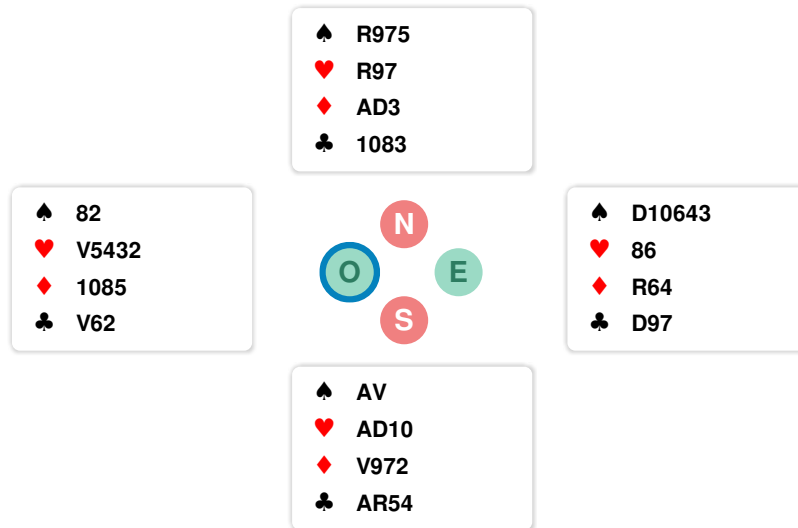 ♠ R975
♥ R97
♦ AD3
♣ 1083
♠ 82
♥ V5432
♦ 1085
♣ V62
N
O E
S
♠ D10643
♥ 86
♦ R64
♣ D97
♠ AV
♥ AD10
♦ V972
♣ AR54